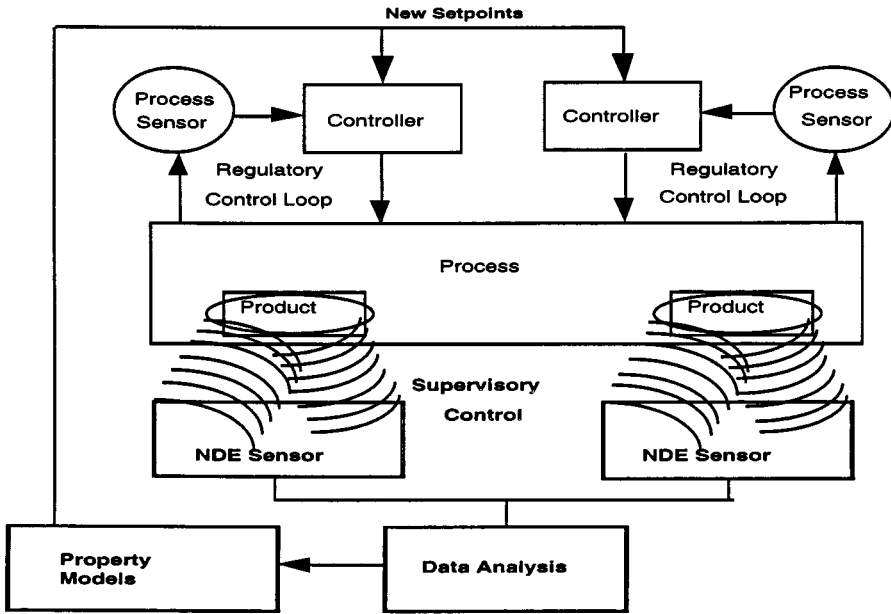 New Setpoints
Process
Sensor
Controller
Controller
Process
Sensor
Regulatory
Control Loop
Regulatory
Control Loop
Process
Product
Product
Supervisory
Control
NDE Sensor
NDE Sensor
Property
Models
Data Analysis